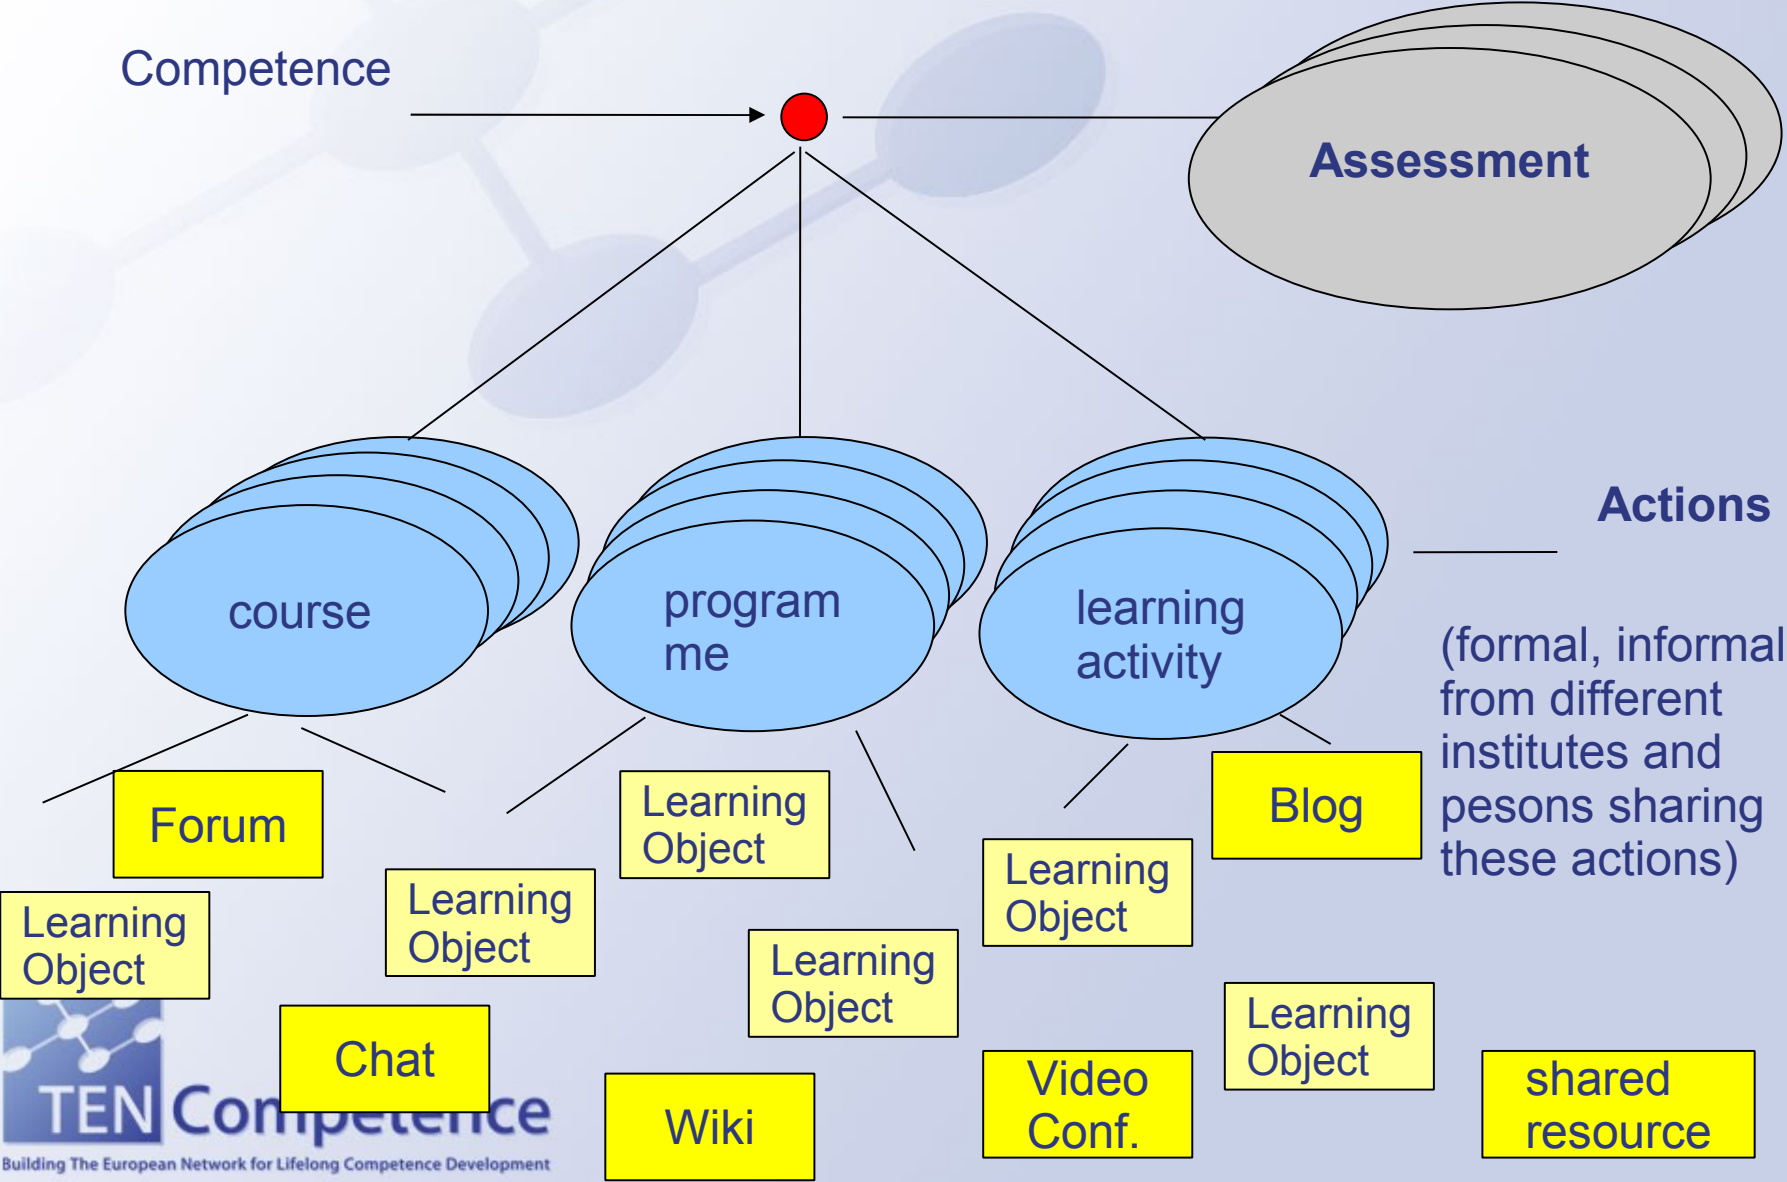 Competence
Assessment
Actions
course
program
me
learning
activity
(formal, informal
from different
institutes and
pesons sharing
these actions)
Forum
Learning
Object
Blog
Learning
Object
Learning
Object
Learning
Object
Learning
Object
Learning
Object
Chat
Wiki
Video
Conf.
shared
resource
TENCompetence
Building The European Network for Lifelong Competence Development